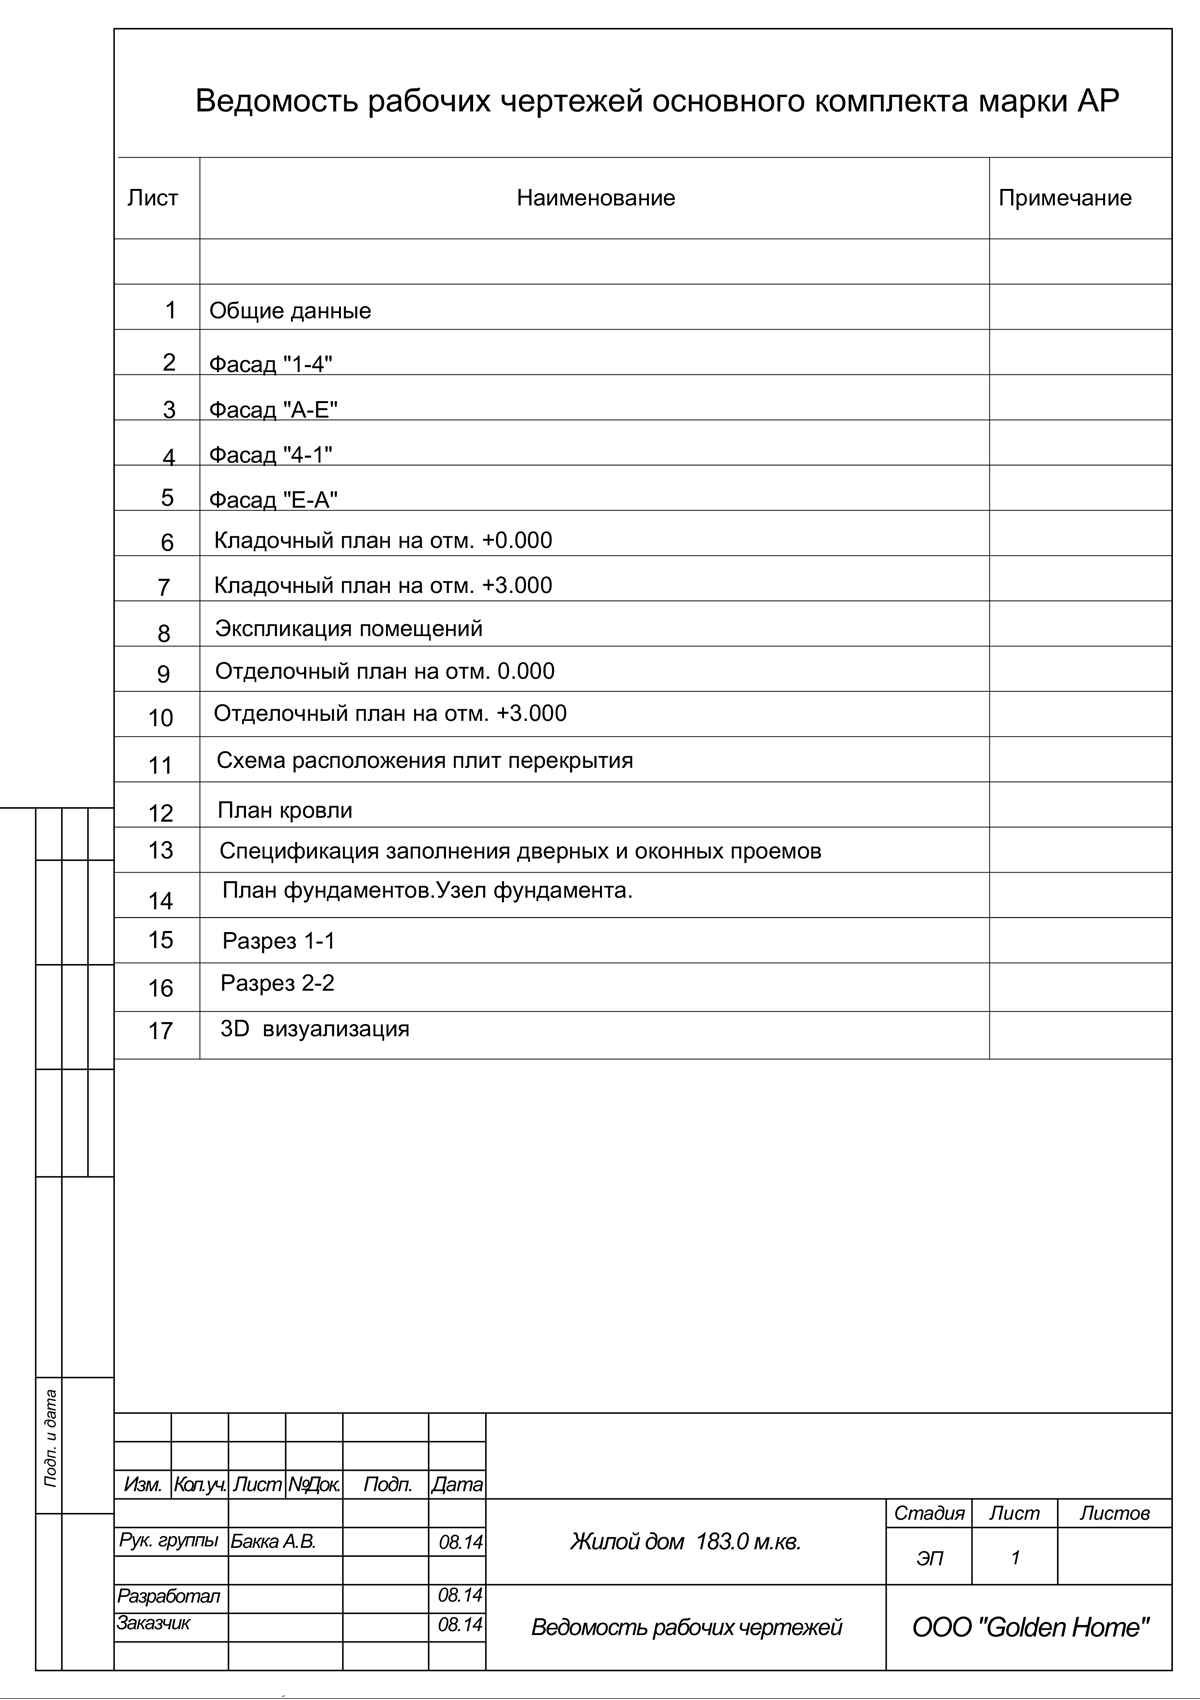 Ведомость рабочих чертежей основного комплекта марки АР
Лист Наименование Примечание
1 Общие данные
2 Фасад "1-4"
3 Фасад "А-Е"
4 Фасад "4-1"
5 Фасад "Е-А"
6 Кладочный план на отм. +0.000
7 Кладочный план на отм. +3.000
8 Экспликация помещений
9 Отделочный план на отм. 0.000
10 Отделочный план на отм. +3.000
11 Схема расположения плит перекрытия
12 План кровли
13 Спецификация заполнения дверных и оконных проемов
14 План фундаментов.Узел фундамента.
15 Разрез 1-1
16 Разрез 2-2
17 3D визуализация
Подп. и дата
Изм. Кол.уч. Лист №Док. Подп. Дата
Рук. группы Бакка А.В. 08.14
Разработал 08.14
Заказчик 08.14
Жилой дом 183.0 м.кв.
Стадия Лист Листов
ЭП 1
Ведомость рабочих чертежей
ООО "Golden Home"